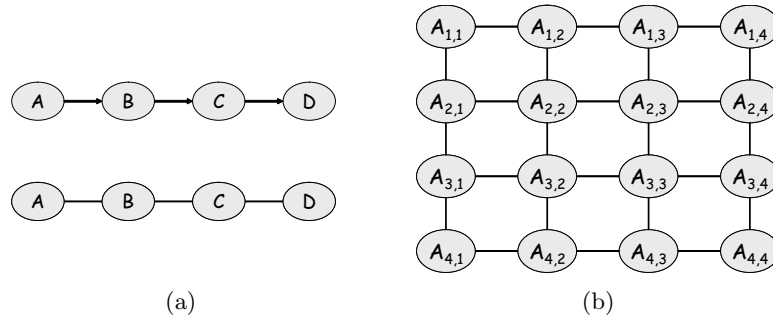 A B C D
A B C D
(a)
A1,1 A1,2 A1,3 A1,4
A2,1 A2,2 A2,3 A2,4
A3,1 A3,2 A3,3 A3,4
A4,1 A4,2 A4,3 A4,4
(b)